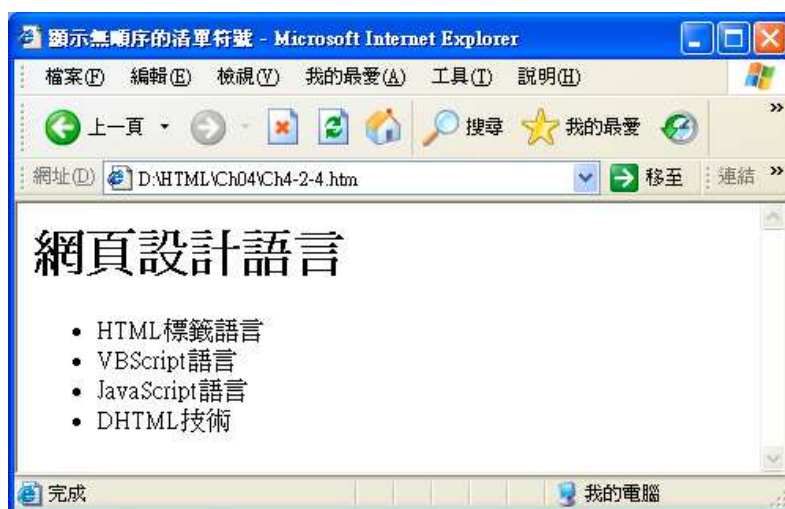 顯示無順序的清單符號 - Microsoft Internet Explorer
檔案(F) 編輯(E) 檢視(V) 我的最愛(A) 工具(T) 說明(H)
上一頁 搜尋 我的最愛 »
網址(D) D:\HTML\Ch04\Ch4-2-4.htm 移至 連結 »
網頁設計語言
• HTML標籤語言
• VBScript語言
• JavaScript語言
• DHTML技術
完成 我的電腦